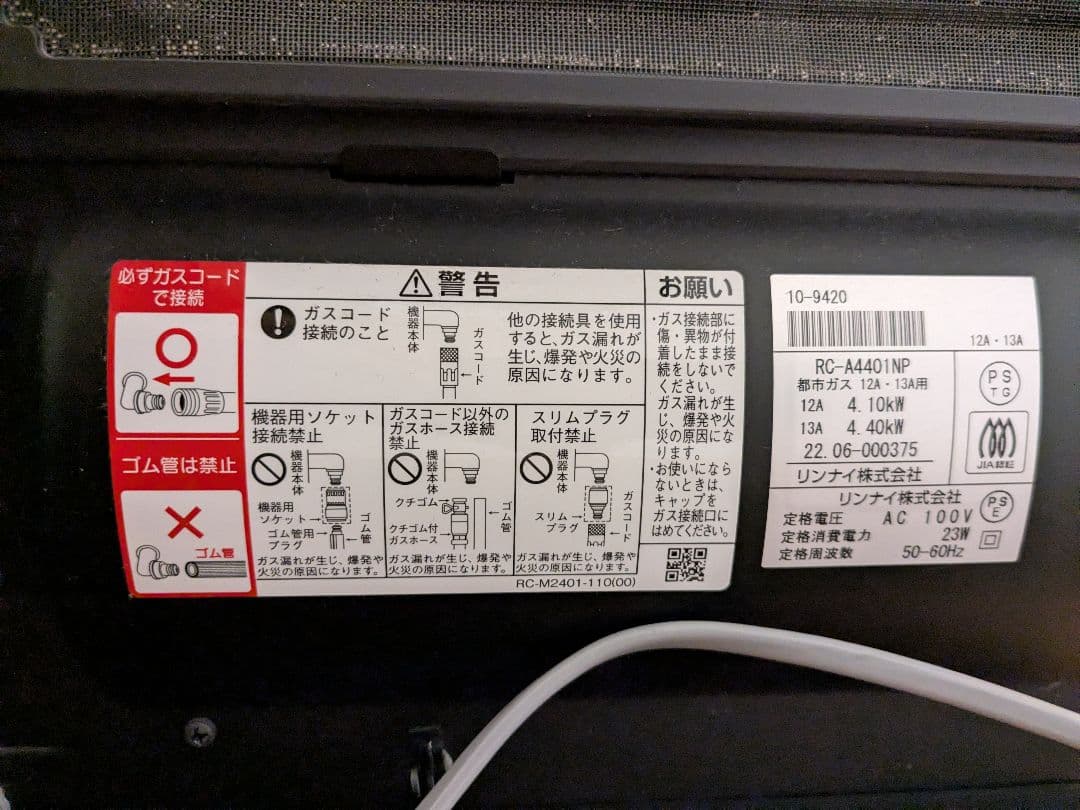 必ずガスコード
で接続
ゴム管は禁止
ゴム管
警告
ガスコード
接続のこと
機器本体
ガスコード
他の接続具を使用
すると、ガス漏れが
生じ、爆発や火災の
原因になります。
機器用ソケット
接続禁止
機器本体
機器用
ソケット
ゴム管用
プラグ
ゴム管
ガス漏れが生じ、爆発や
火災の原因になります。
ガスコード以外の
ガスホース接続
禁止
機器本体
クチゴム
クチゴム付
ガスホース
ゴム管
ガス漏れが生じ、爆発や
火災の原因になります。
スリムプラグ
取付禁止
機器本体
スリム
プラグ
ガスコード
ガス漏れが生じ、爆発や
火災の原因になります。
RC-M2401-110(00)
お願い
・ガス接続部に
傷・異物が付
着したまま接
続をしないで
ください。
ガス漏れが生
じ、爆発や火
災の原因にな
ります。
・お使いになら
ないときは、
キャップを
ガス接続口に
はめてください。
10-9420
12A・13A
RC-A4401NP
都市ガス 12A・13A用
12A 4.10kW
13A 4.40kW
22.06-000375
リンナイ株式会社
PS
TG
JIA認証
リンナイ株式会社
定格電圧 AC 100V
定格消費電力 23W
定格周波数 50-60Hz
PS
E